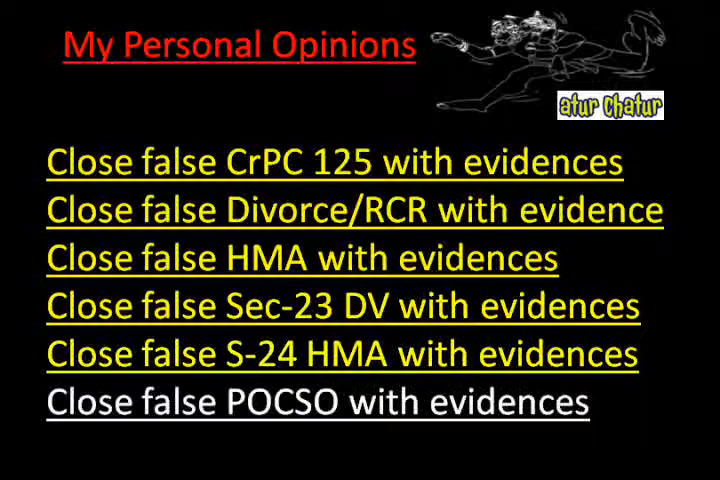 My Personal Opinions
atur chatur
Close false CrPC 125 with evidences
Close false Divorce/RCR with evidence
Close false HMA with evidences
Close false Sec-23 DV with evidences
Close false S-24 HMA with evidences
Close false POCSO with evidences